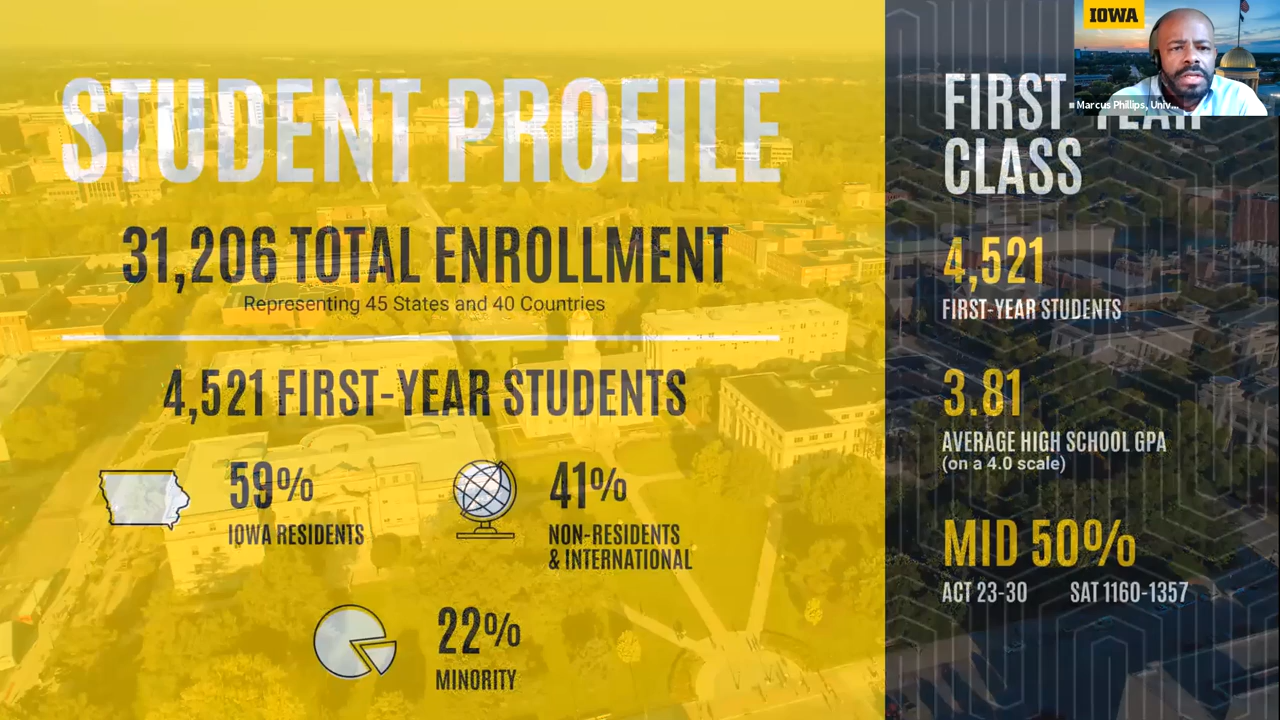 STUDENT PROFILE
31,206 TOTAL ENROLLMENT
Representing 45 States and 40 Countries
4,521 FIRST-YEAR STUDENTS
59%
IOWA RESIDENTS
41%
NON-RESIDENTS
& INTERNATIONAL
22%
MINORITY
IOWA
Marcus Phillips, Univ...
FIRST-YEAR
CLASS
4,521
FIRST-YEAR STUDENTS
3.81
AVERAGE HIGH SCHOOL GPA
(on a 4.0 scale)
MID 50%
ACT 23-30 SAT 1160-1357